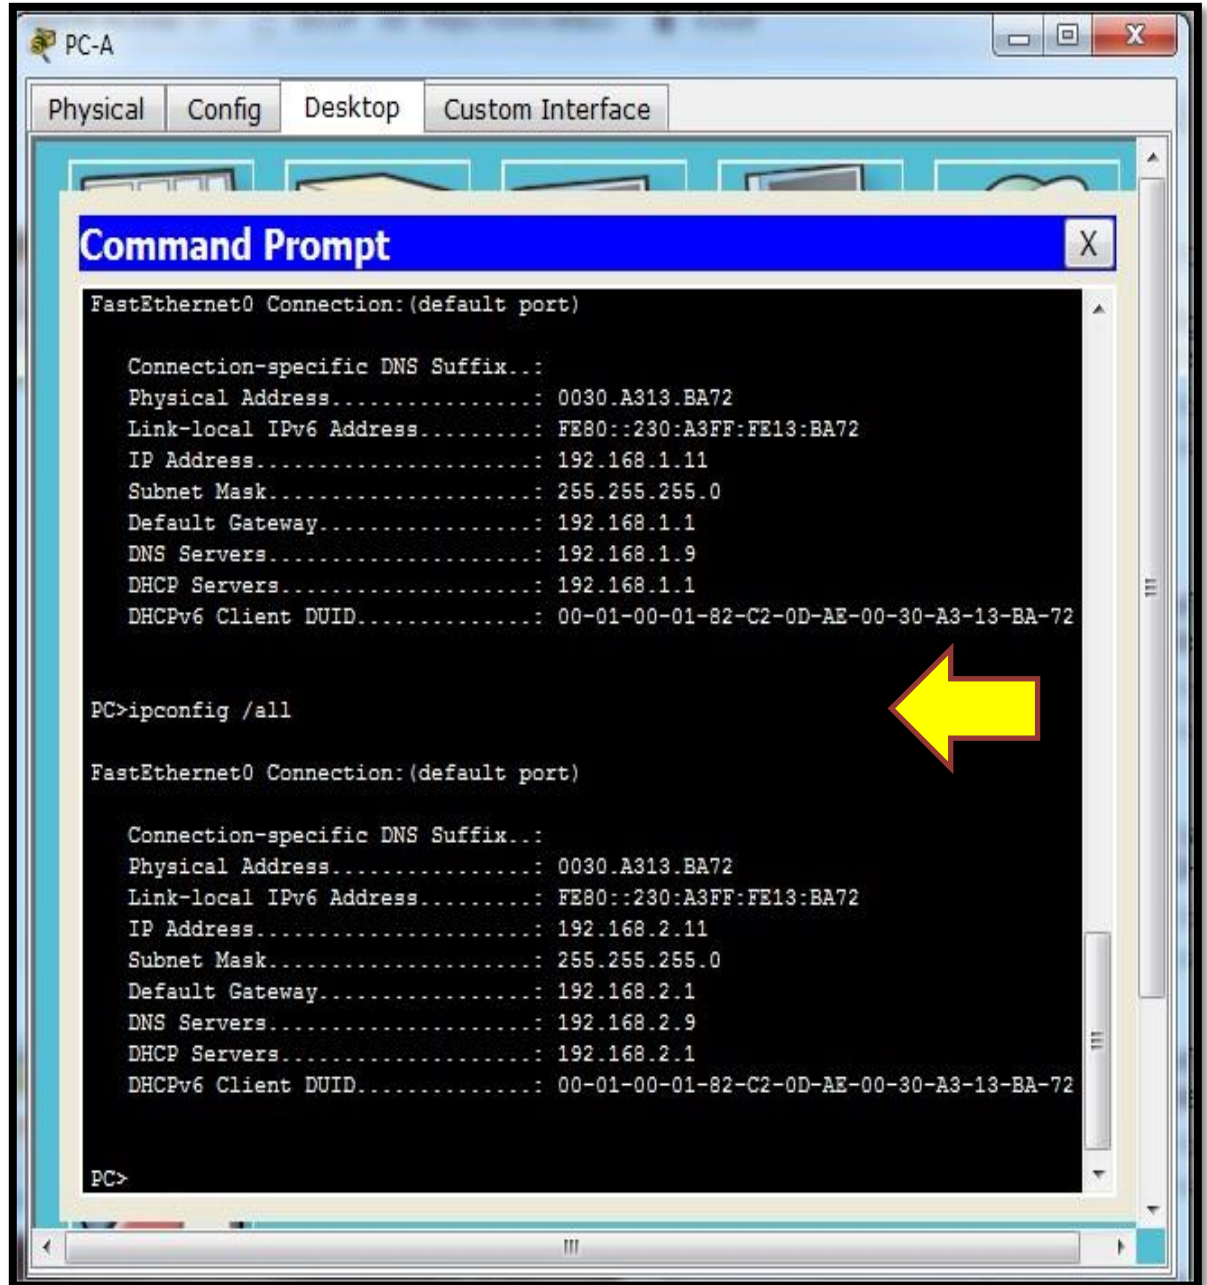 PC-A
Physical Config Desktop Custom Interface
Command Prompt X
FastEthernet0 Connection:(default port)
Connection-specific DNS Suffix..:
Physical Address................: 0030.A313.BA72
Link-local IPv6 Address.........: FE80::230:A3FF:FE13:BA72
IP Address......................: 192.168.1.11
Subnet Mask.....................: 255.255.255.0
Default Gateway.................: 192.168.1.1
DNS Servers.....................: 192.168.1.9
DHCP Servers....................: 192.168.1.1
DHCPv6 Client DUID..............: 00-01-00-01-82-C2-0D-AE-00-30-A3-13-BA-72
PC>ipconfig /all
FastEthernet0 Connection:(default port)
Connection-specific DNS Suffix..:
Physical Address................: 0030.A313.BA72
Link-local IPv6 Address.........: FE80::230:A3FF:FE13:BA72
IP Address......................: 192.168.2.11
Subnet Mask.....................: 255.255.255.0
Default Gateway.................: 192.168.2.1
DNS Servers.....................: 192.168.2.9
DHCP Servers....................: 192.168.2.1
DHCPv6 Client DUID..............: 00-01-00-01-82-C2-0D-AE-00-30-A3-13-BA-72
PC>